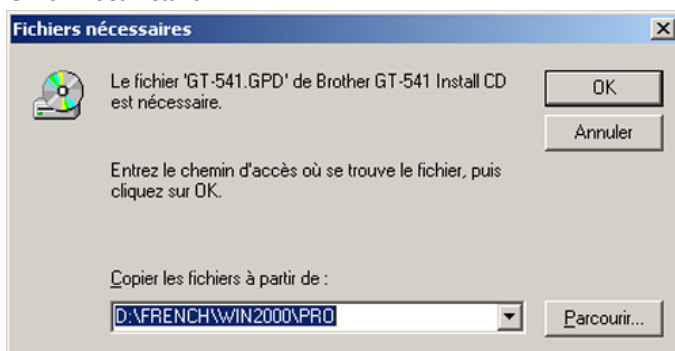 Fichiers nécessaires
Le fichier 'GT-541.GPD' de Brother GT-541 Install CD
est nécessaire.
OK
Annuler
Entrez le chemin d'accès où se trouve le fichier, puis
cliquez sur OK.
Copier les fichiers à partir de :
D:\FRENCH\WIN2000\PRO
Parcourir...